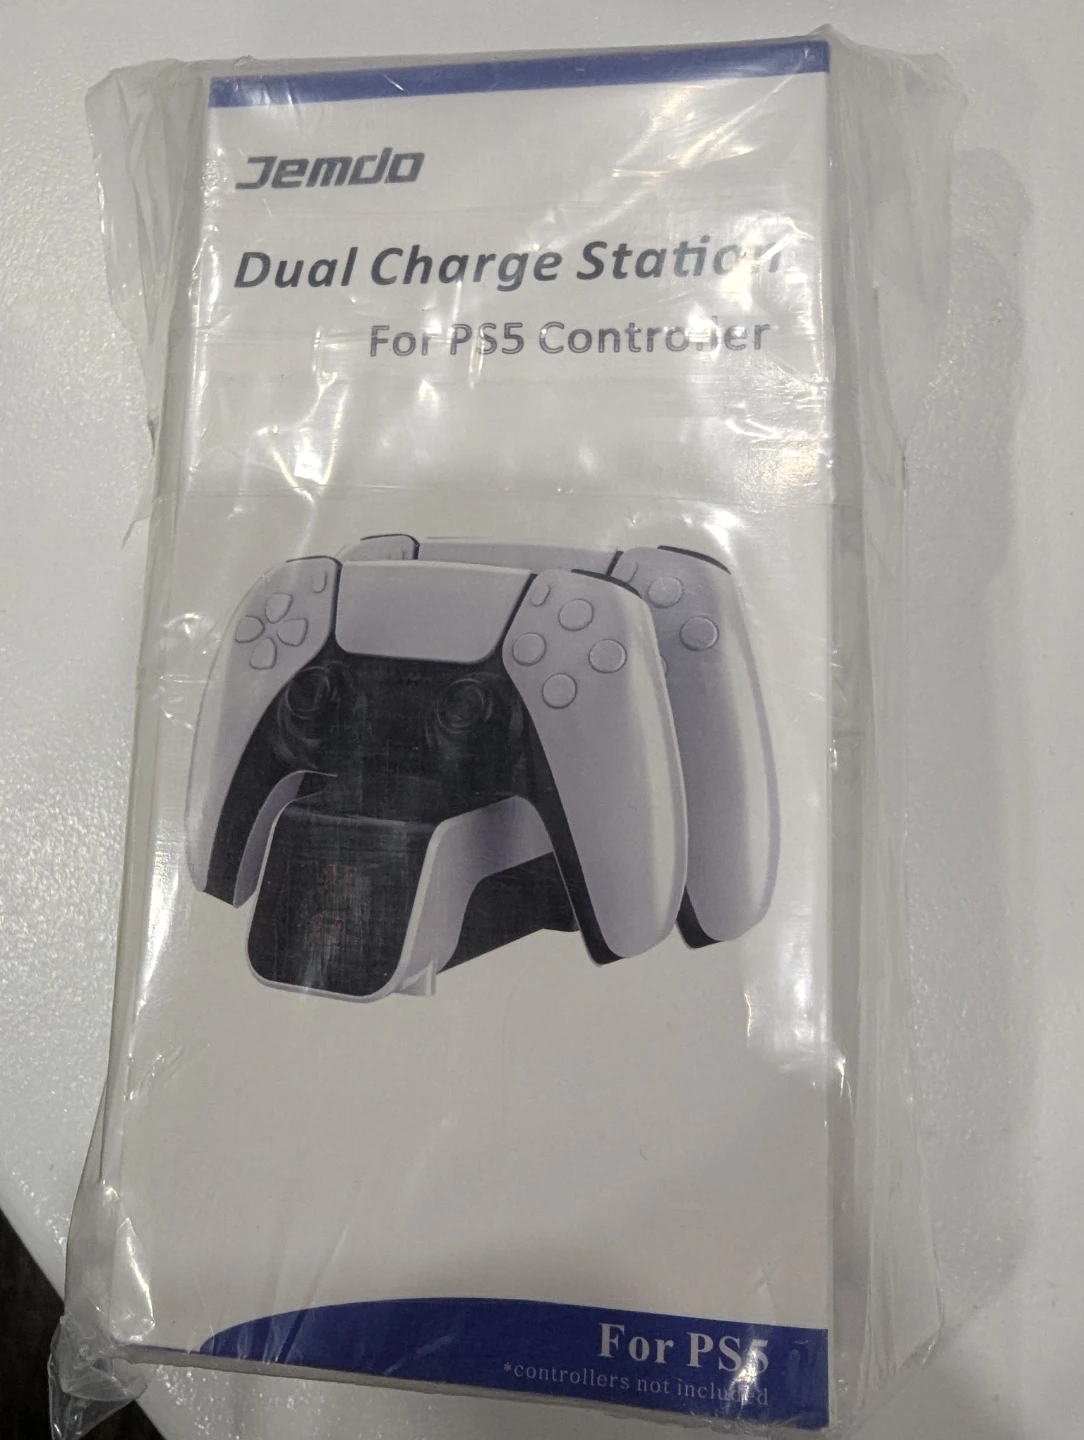 Jemdo
Dual Charge Station
For PS5 Controller
For PS5
*controllers not included